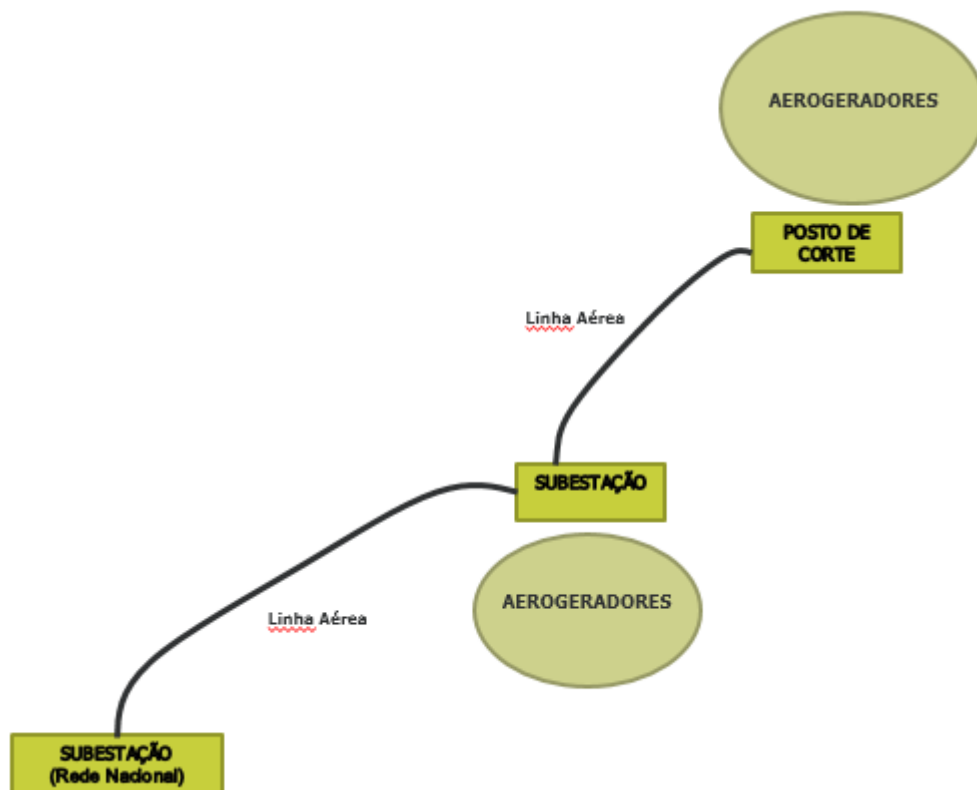 AEROGERADORES
POSTO DE
CORTE
Linha Aérea
SUBESTAÇÃO
AEROGERADORES
Linha Aérea
SUBESTAÇÃO
(Rede Nacional)